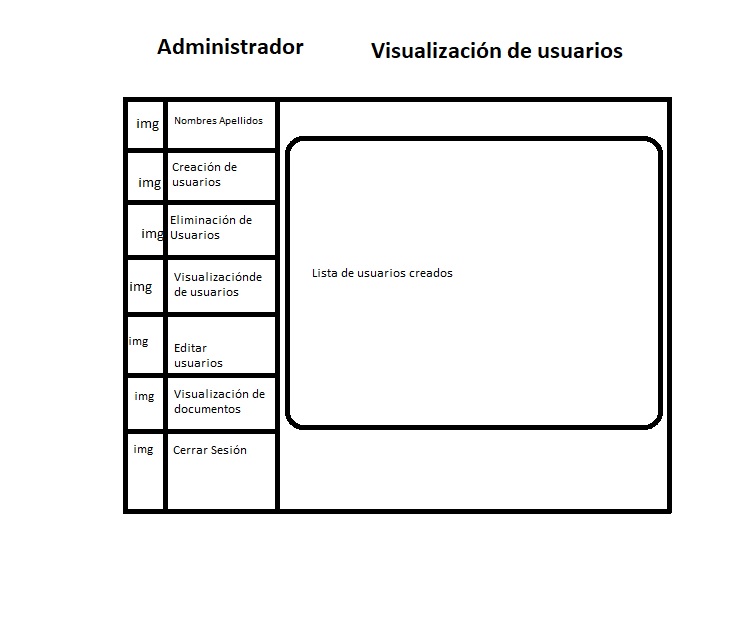 Administrador
Visualización de usuarios
img
Nombres Apellidos
img
Creación de
usuarios
img
Eliminación de
Usuarios
img
Visualizaciónde
de usuarios
img
Editar
usuarios
img
Visualización de
documentos
img
Cerrar Sesión
Lista de usuarios creados